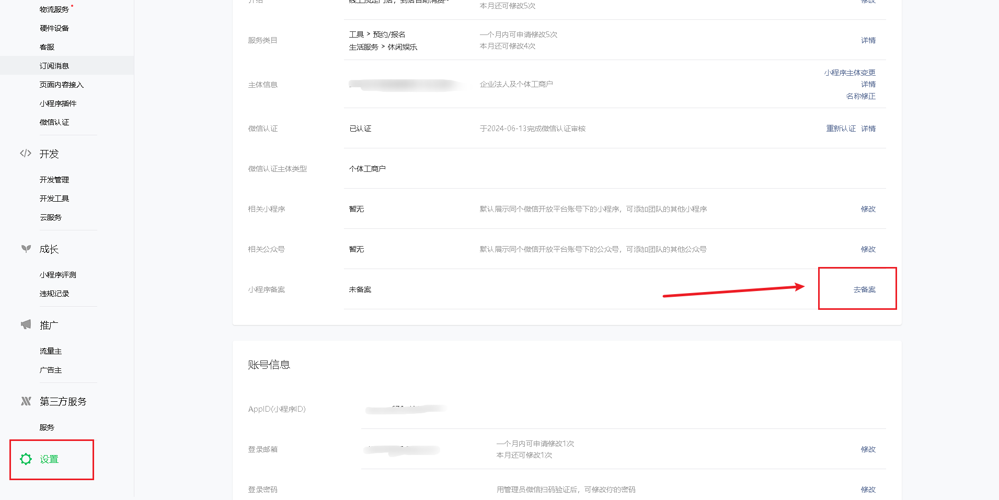 物流服务
硬件设备
客服
订阅消息
页面内容接入
小程序插件
微信认证
开发
开发管理
开发工具
云服务
成长
小程序评测
违规记录
推广
流量主
广告主
第三方服务
服务
设置
介绍
本月还可修改5次
修改
服务类目
工具 > 预约/报名
生活服务 > 休闲娱乐
一个月内可申请修改5次
本月还可修改4次
详情
主体信息
企业法人及个体工商户
小程序主体变更
详情
名称修正
微信认证
已认证
于2024-06-13完成微信认证审核
重新认证 详情
微信认证主体类型
个体工商户
相关小程序
暂无
默认展示同个微信开放平台账号下的小程序，可添加团队的其他小程序
修改
相关公众号
暂无
默认展示同个微信开放平台账号下的公众号，可添加团队的其他公众号
修改
小程序备案
未备案
去备案
账号信息
AppID(小程序ID)
登录邮箱
一个月内可申请修改1次
本月还可修改1次
修改
登录密码
用管理员微信扫码验证后，可修改你的密码
修改